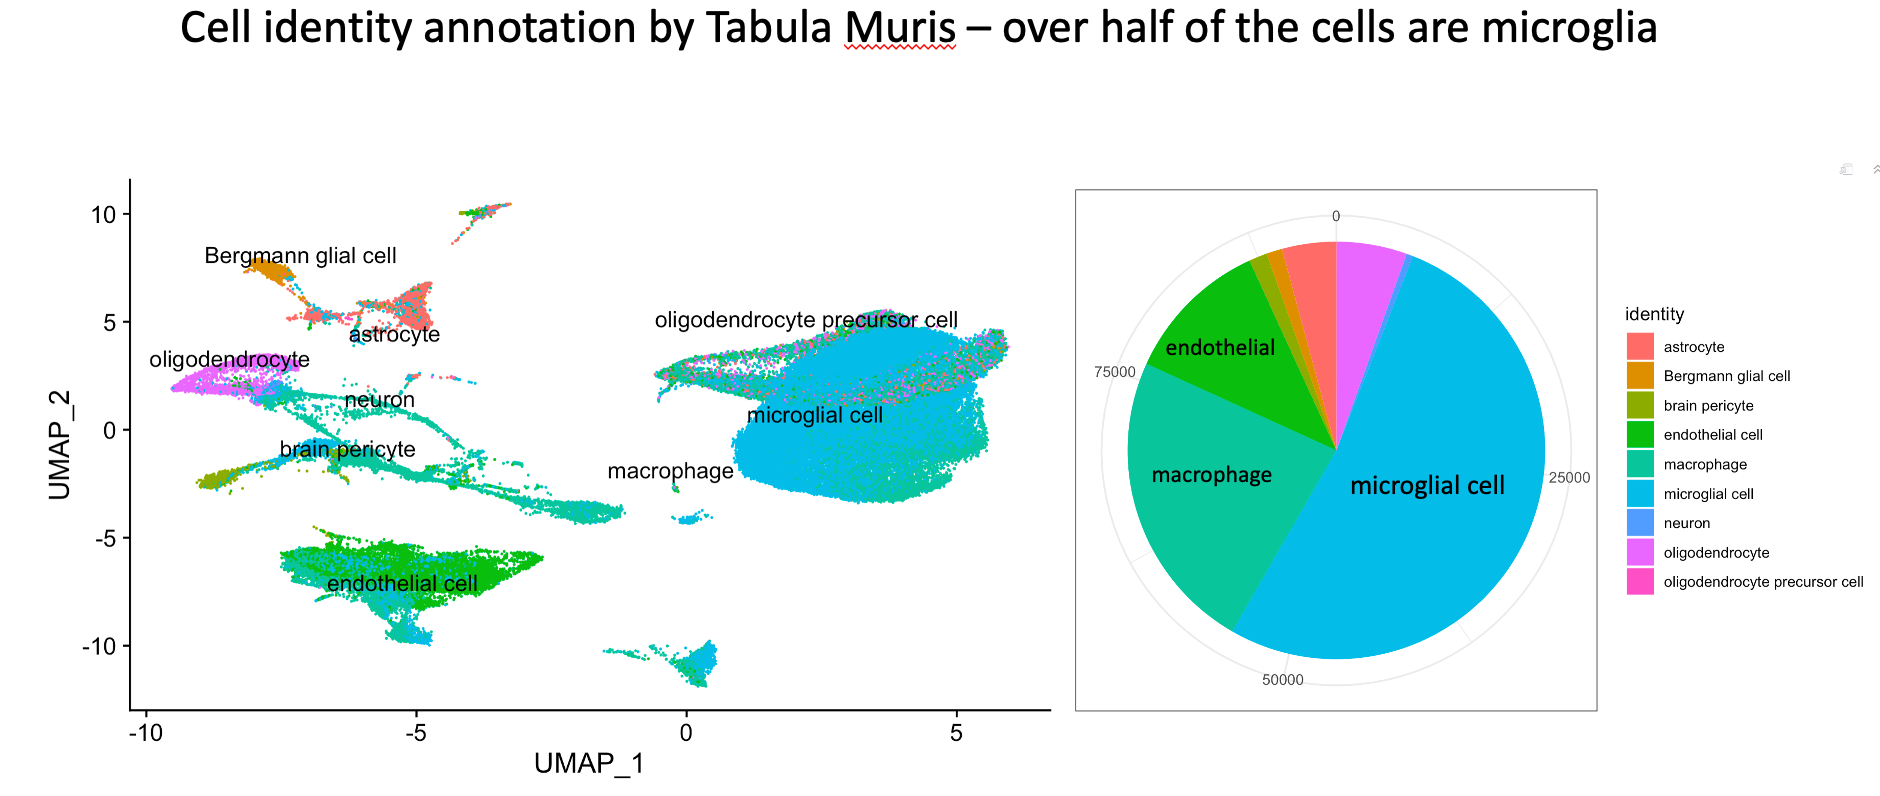 Cell identity annotation by Tabula Muris – over half of the cells are microglia
10
5
0
-5
-10
UMAP_2
-10
-5
0
5
UMAP_1
Bergmann glial cell
astrocyte
oligodendrocyte
neuron
brain pericyte
endothelial cell
oligodendrocyte precursor cell
microglial cell
macrophage
0
25000
50000
75000
endothelial
macrophage
microglial cell
identity
astrocyte
Bergmann glial cell
brain pericyte
endothelial cell
macrophage
microglial cell
neuron
oligodendrocyte
oligodendrocyte precursor cell